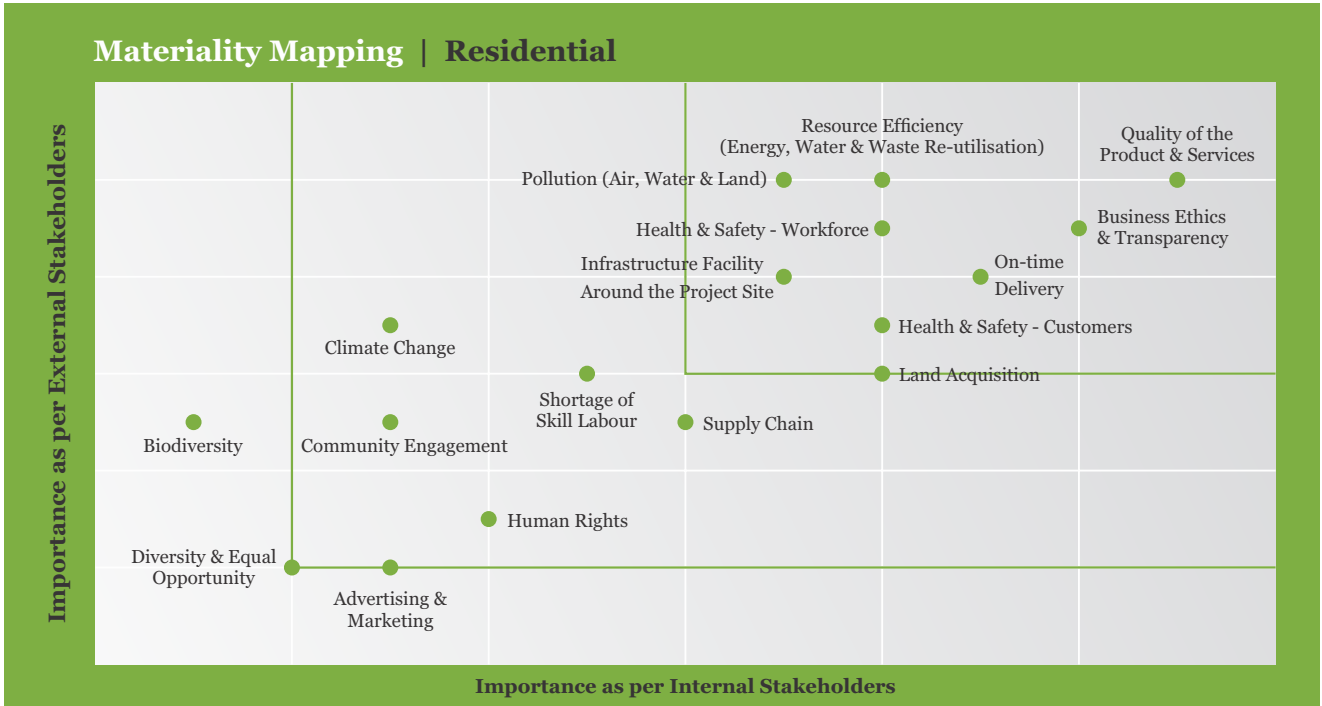 Materiality Mapping | Residential
Importance as per External Stakeholders
Resource Efficiency
(Energy, Water & Waste Re-utilisation)
Quality of the
Product & Services
Pollution (Air, Water & Land)
Health & Safety - Workforce
Business Ethics
& Transparency
Infrastructure Facility
Around the Project Site
On-time
Delivery
Health & Safety - Customers
Climate Change
Land Acquisition
Shortage of
Skill Labour
Supply Chain
Biodiversity
Community Engagement
Human Rights
Diversity & Equal
Opportunity
Advertising &
Marketing
Importance as per Internal Stakeholders